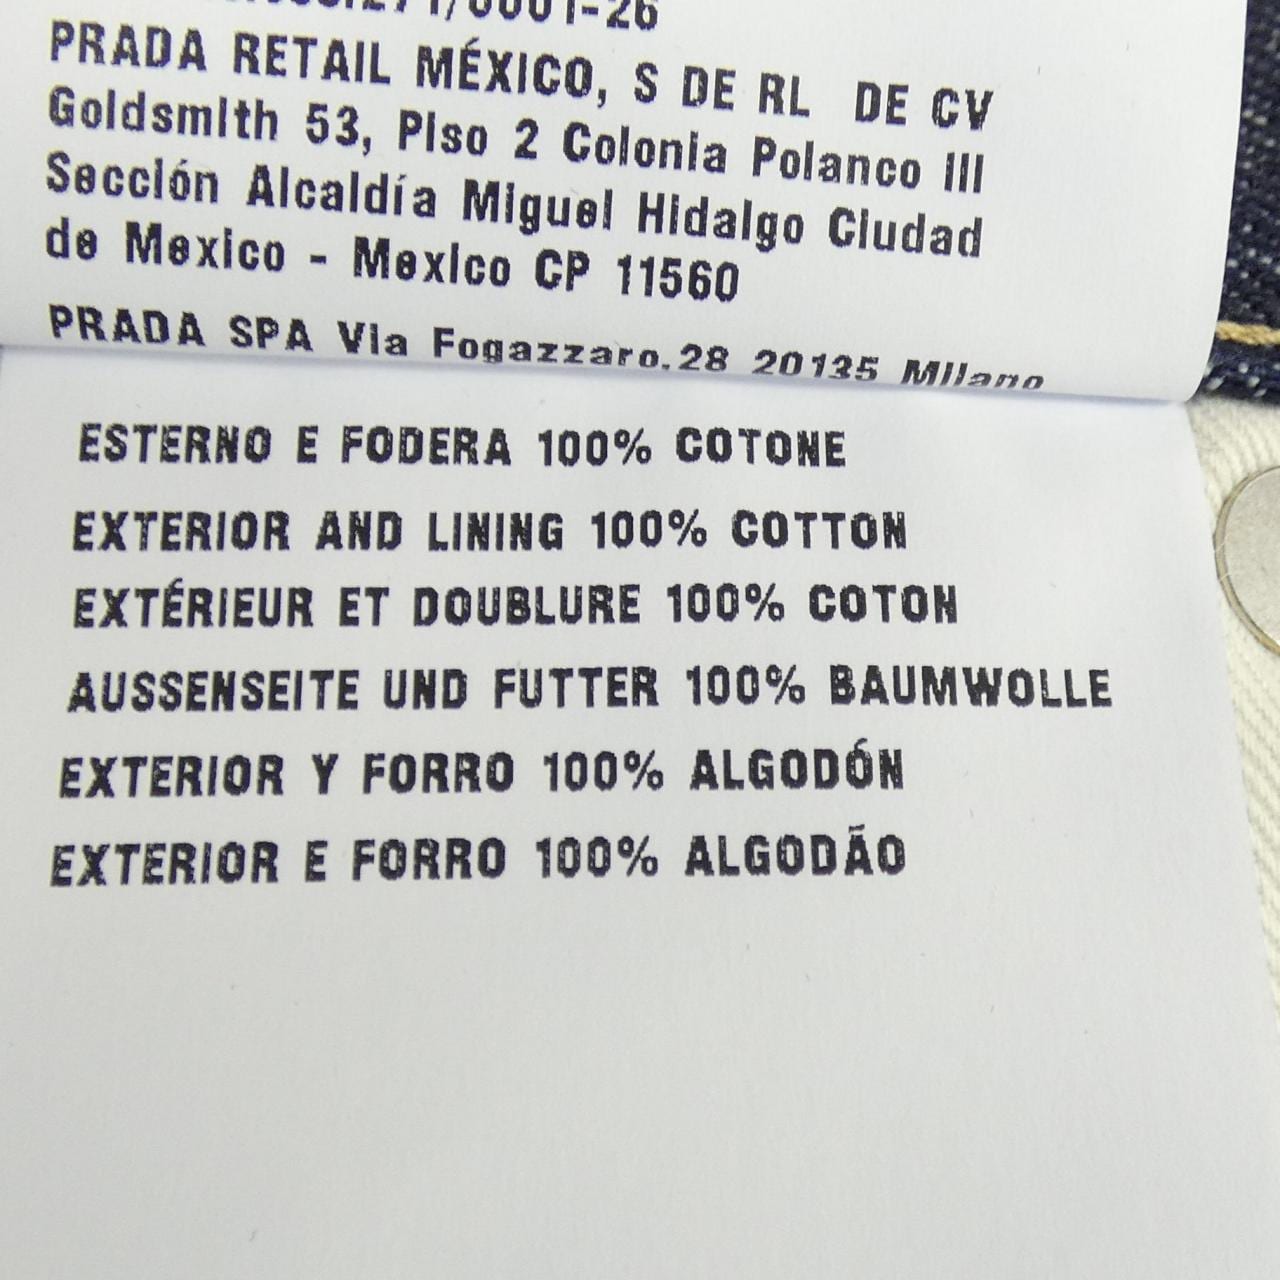 /0001-26
PRADA RETAIL MÉXICO, S DE RL DE CV
Goldsmith 53, Piso 2 Colonia Polanco III
Sección Alcaldía Miguel Hidalgo Ciudad
de Mexico - Mexico CP 11560
PRADA SPA Via Fogazzaro,28 20135 Milano
ESTERNO E FODERA 100% COTONE
EXTERIOR AND LINING 100% COTTON
EXTÉRIEUR ET DOUBLURE 100% COTON
AUSSENSEITE UND FUTTER 100% BAUMWOLLE
EXTERIOR Y FORRO 100% ALGODÓN
EXTERIOR E FORRO 100% ALGODÃO